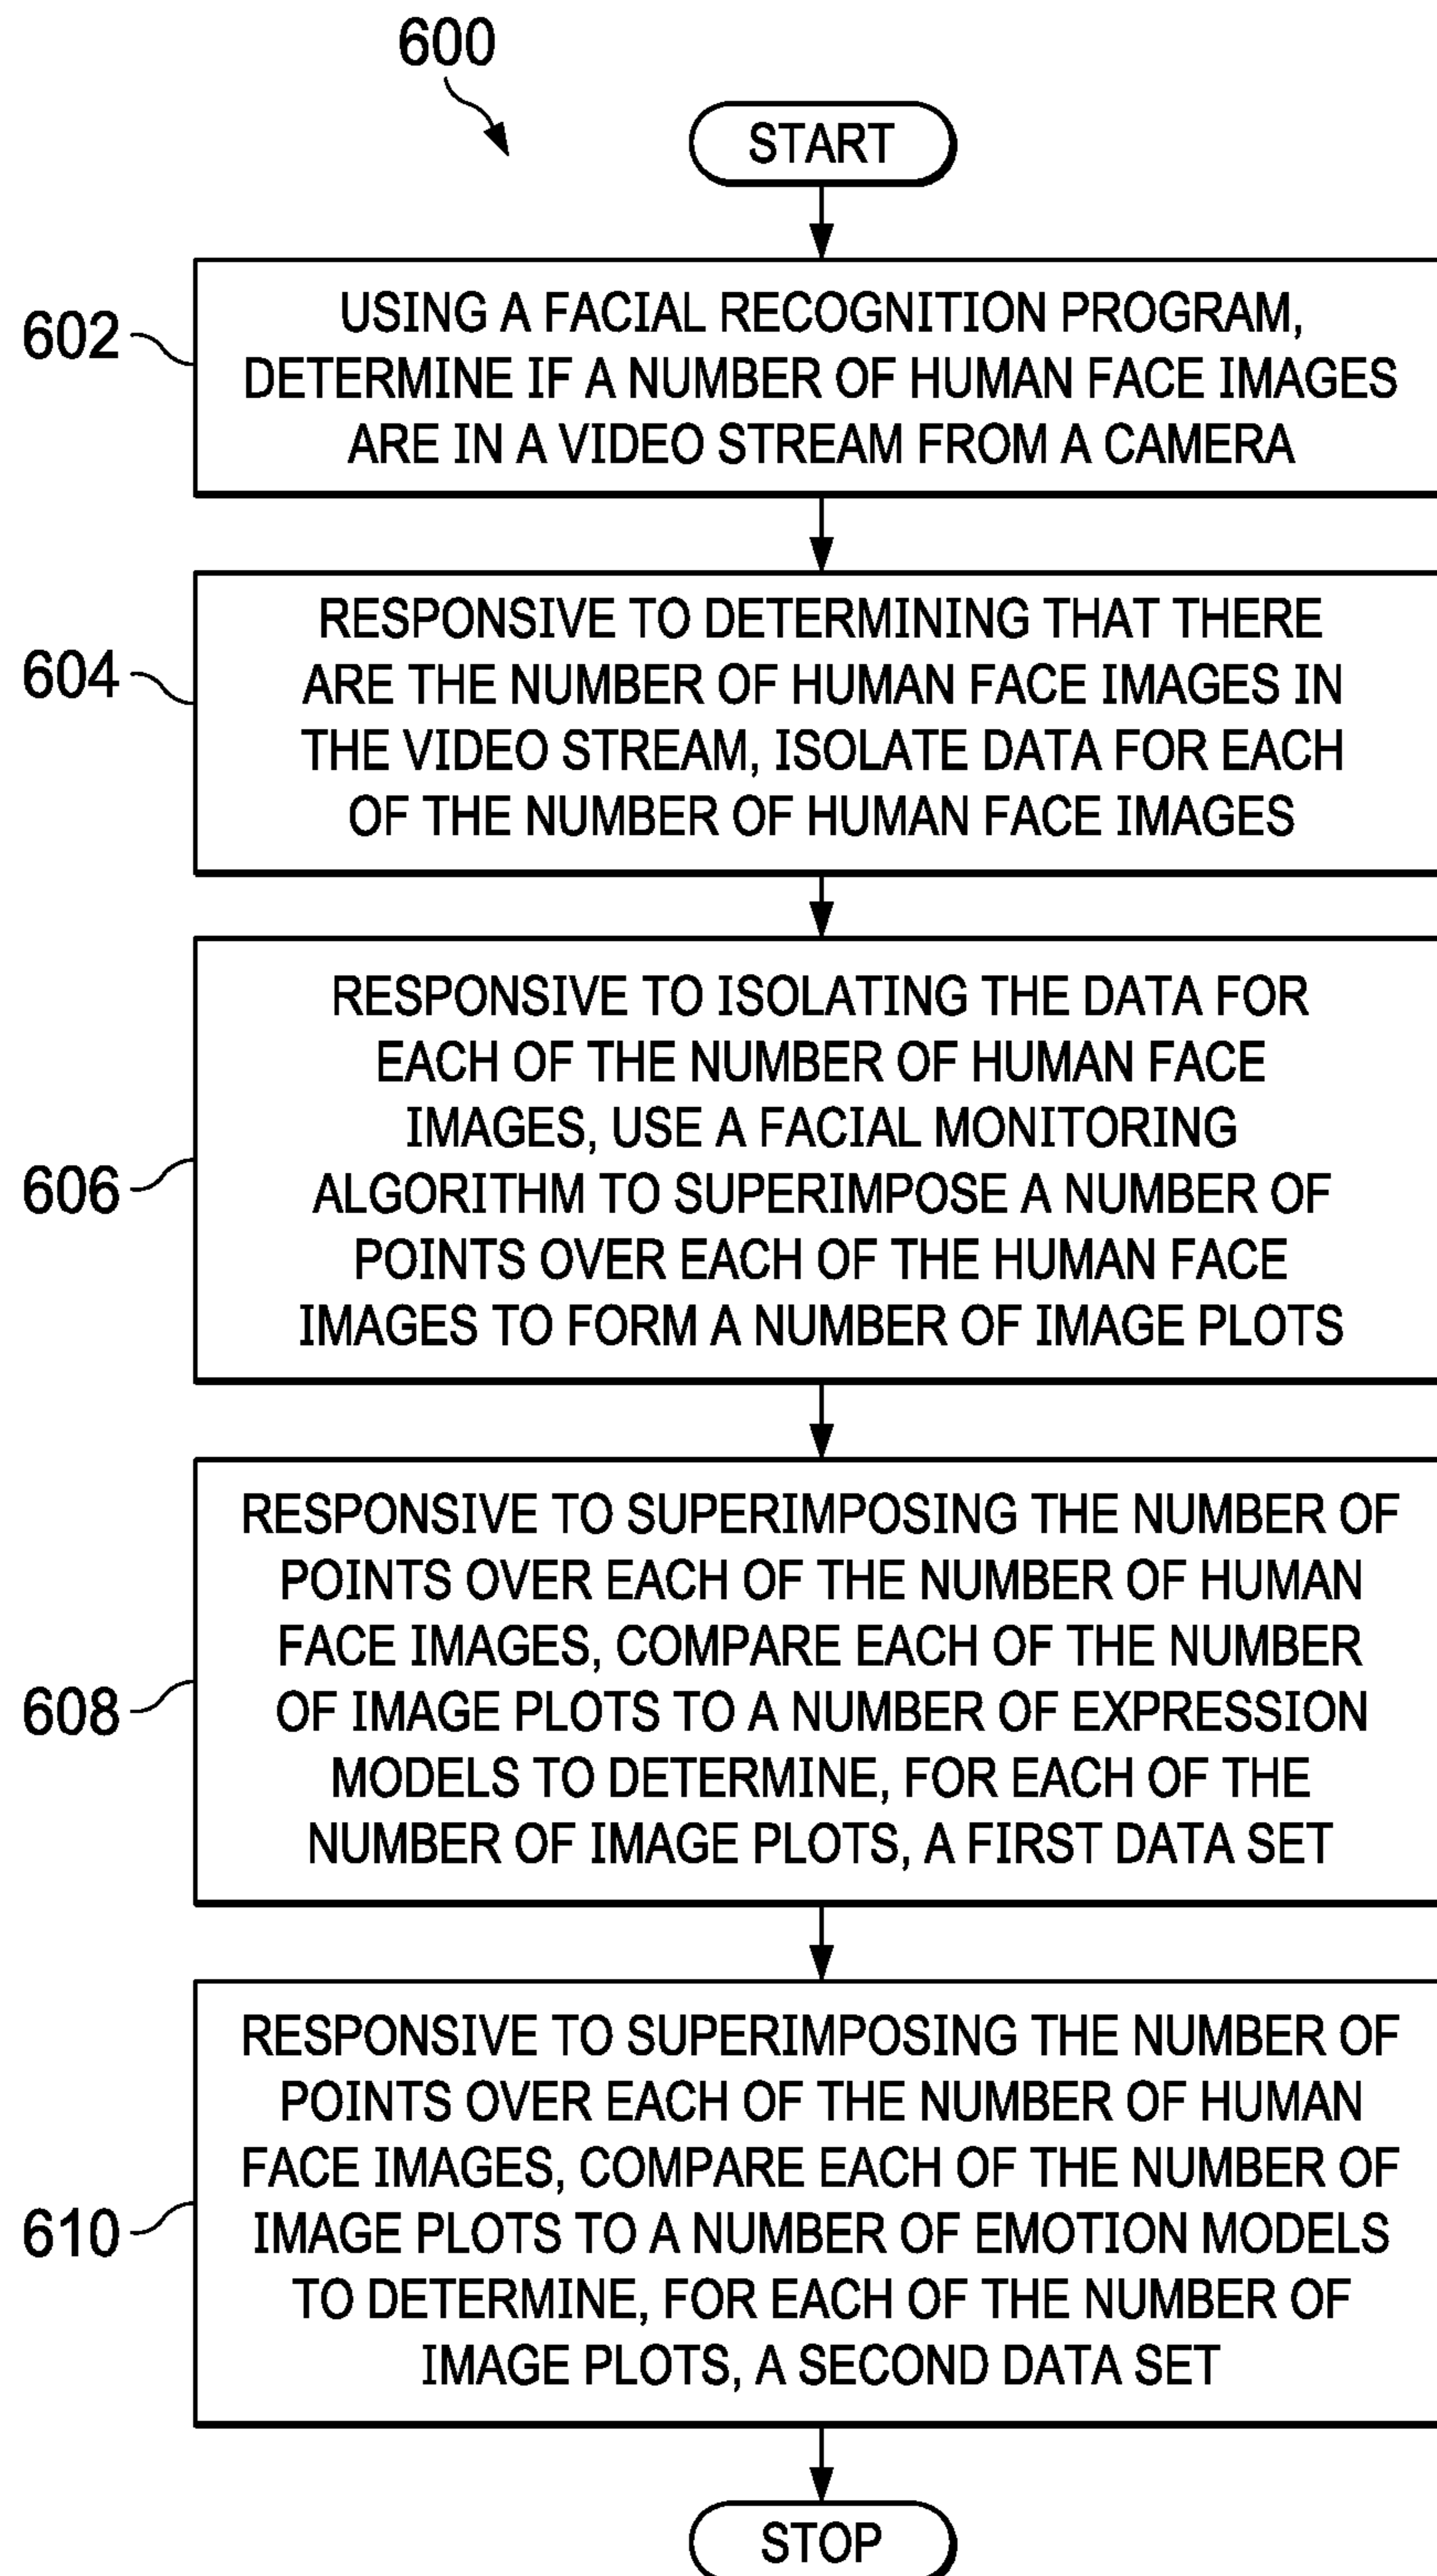 600
START
602
USING A FACIAL RECOGNITION PROGRAM,
DETERMINE IF A NUMBER OF HUMAN FACE IMAGES
ARE IN A VIDEO STREAM FROM A CAMERA
604
RESPONSIVE TO DETERMINING THAT THERE
ARE THE NUMBER OF HUMAN FACE IMAGES IN
THE VIDEO STREAM, ISOLATE DATA FOR EACH
OF THE NUMBER OF HUMAN FACE IMAGES
606
RESPONSIVE TO ISOLATING THE DATA FOR
EACH OF THE NUMBER OF HUMAN FACE
IMAGES, USE A FACIAL MONITORING
ALGORITHM TO SUPERIMPOSE A NUMBER OF
POINTS OVER EACH OF THE HUMAN FACE
IMAGES TO FORM A NUMBER OF IMAGE PLOTS
608
RESPONSIVE TO SUPERIMPOSING THE NUMBER OF
POINTS OVER EACH OF THE NUMBER OF HUMAN
FACE IMAGES, COMPARE EACH OF THE NUMBER
OF IMAGE PLOTS TO A NUMBER OF EXPRESSION
MODELS TO DETERMINE, FOR EACH OF THE
NUMBER OF IMAGE PLOTS, A FIRST DATA SET
610
RESPONSIVE TO SUPERIMPOSING THE NUMBER OF
POINTS OVER EACH OF THE NUMBER OF HUMAN
FACE IMAGES, COMPARE EACH OF THE NUMBER OF
IMAGE PLOTS TO A NUMBER OF EMOTION MODELS
TO DETERMINE, FOR EACH OF THE NUMBER OF
IMAGE PLOTS, A SECOND DATA SET
STOP